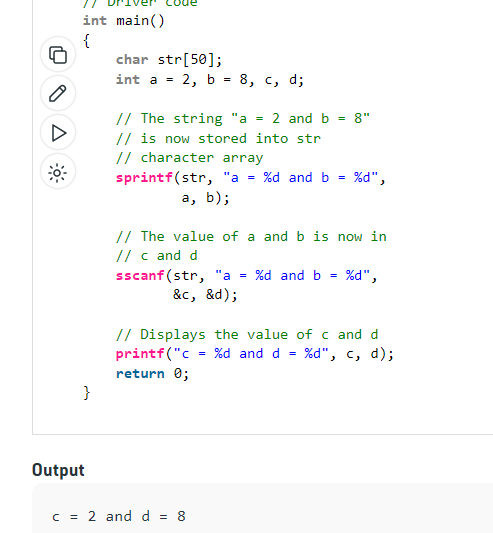 // Driver code
int main()
{
char str[50];
int a = 2, b = 8, c, d;
// The string "a = 2 and b = 8"
// is now stored into str
// character array
sprintf(str, "a = %d and b = %d",
a, b);
// The value of a and b is now in
// c and d
sscanf(str, "a = %d and b = %d",
&c, &d);
// Displays the value of c and d
printf("c = %d and d = %d", c, d);
return 0;
}
Output
c = 2 and d = 8